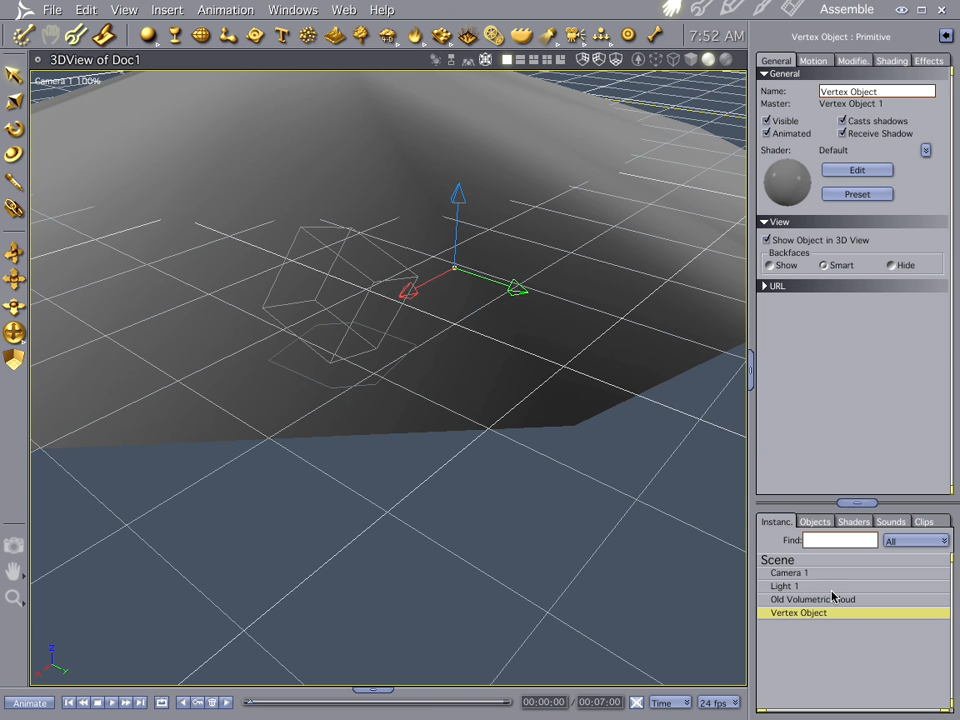 File Edit View Insert Animation Windows Web Help Assemble
7:52 AM
3DView of Doc1
Camera 1 100%
Vertex Object : Primitive
General Motion Modifie. Shading Effects
General
Name: Vertex Object
Master: Vertex Object 1
Visible Casts shadows
Animated Receive Shadow
Shader: Default
Edit
Preset
View
Show Object in 3D View
Backfaces
Show Smart Hide
URL
Instanc. Objects Shaders Sounds Clips
Find: All
Scene
Camera 1
Light 1
Old Volumetric oud
Vertex Object
Z
Y
Animate 00:00:00 / 00:07:00 Time 24 fps